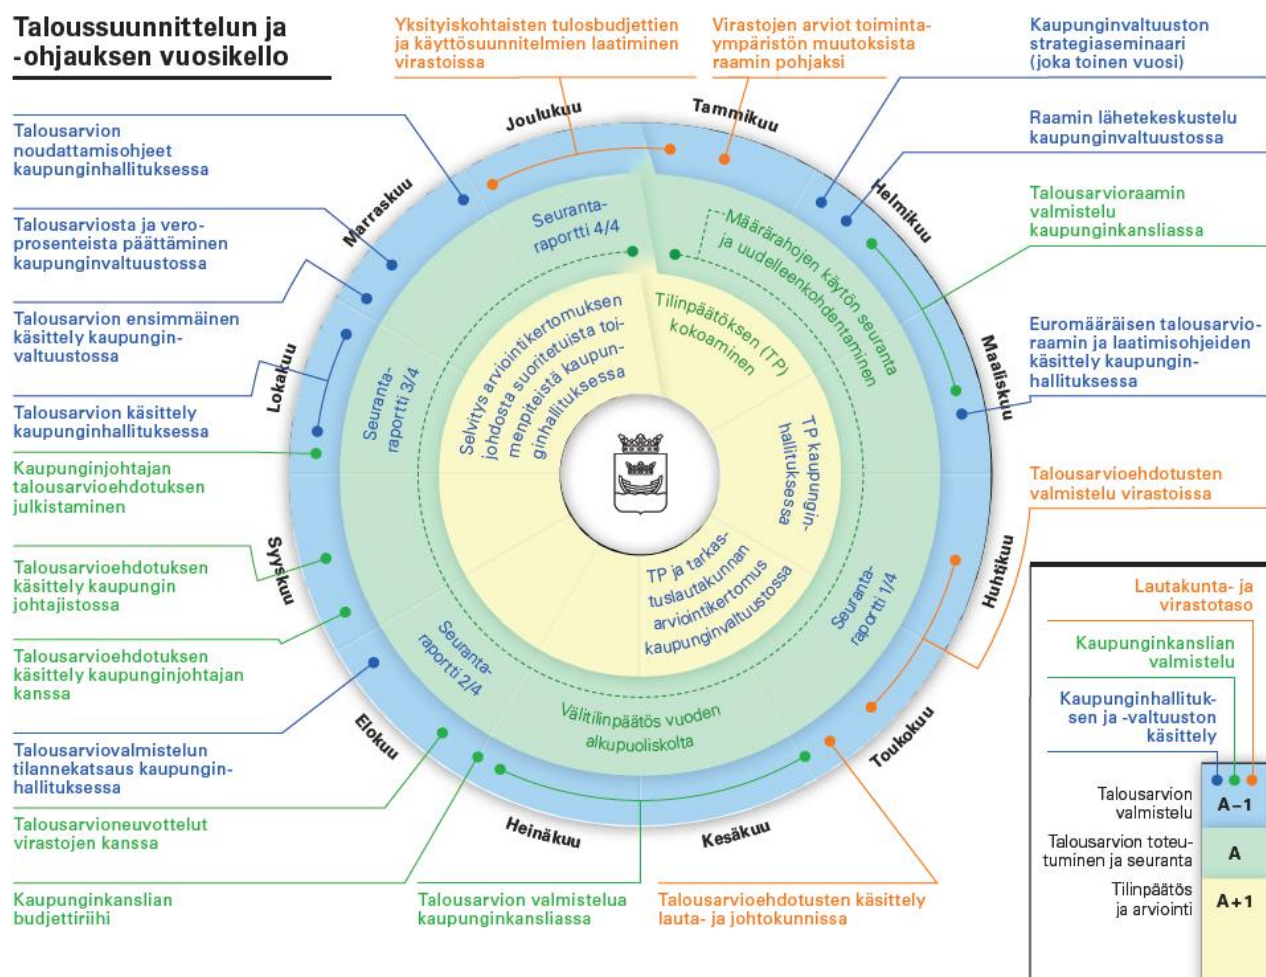 Taloussuunnittelun ja
-ohjauksen vuosikello
Yksityiskohtaisten tulosbudjettien
ja käyttösuunnitelmien laatiminen
virastoissa
Virastojen arviot toiminta-
ympäristön muutoksista
raamin pohjaksi
Kaupunginvaltuuston
strategiaseminaari
(joka toinen vuosi)
Raamin lähetekeskustelu
kaupunginvaltuustossa
Talousarvioraamin
valmistelu
kaupunginkansliassa
Euromääräisen talousarvio-
raamin ja laatimisohjeiden
käsittely kaupungin-
hallituksessa
Talousarvioehdotusten
valmistelu virastoissa
Talousarvion
noudattamisohjeet
kaupunginhallituksessa
Talousarviosta ja vero-
prosenteista päättäminen
kaupunginvaltuustossa
Talousarvion ensimmäinen
käsittely kaupungin-
valtuustossa
Talousarvion käsittely
kaupunginhallituksessa
Kaupunginjohtajan
talousarvioehdotuksen
julkistaminen
Talousarvioehdotuksen
käsittely kaupungin
johtajistossa
Talousarvioehdotuksen
käsittely kaupunginjohtajan
kanssa
Talousarviovalmistelun
tilannekatsaus kaupungin-
hallituksessa
Talousarvioneuvottelut
virastojen kanssa
Kaupunginkanslian
budjettiriihi
Talousarvion valmistelua
kaupunginkansliassa
Talousarvioehdotusten käsittely
lauta- ja johtokunnissa
Tammikuu
Helmikuu
Maaliskuu
Huhtikuu
Toukokuu
Kesäkuu
Heinäkuu
Elokuu
Syyskuu
Lokakuu
Marraskuu
Joulukuu
Määrärahojen käytön seuranta
ja uudelleenkohdentaminen
Seuranta-
raportti 1/4
Välitilinpäätös vuoden
alkupuoliskolta
Seuranta-
raportti 2/4
Seuranta-
raportti 3/4
Seuranta-
raportti 4/4
Tilinpäätöksen (TP)
kokoaminen
TP kaupungin-
hallituksessa
TP ja tarkas-
tuslautakunnan
arviointikertomus
kaupunginvaltuustossa
Selvitys arviointikertomuksen
johdosta suoritetuista toi-
menpiteistä kaupun-
ginhallituksessa
Lautakunta- ja
virastotaso
Kaupunginkanslian
valmistelu
Kaupunginhallituk-
sen ja -valtuuston
käsittely
Talousarvion
valmistelu
A–1
Talousarvion toteu-
tuminen ja seuranta
A
Tilinpäätös
ja arviointi
A+1